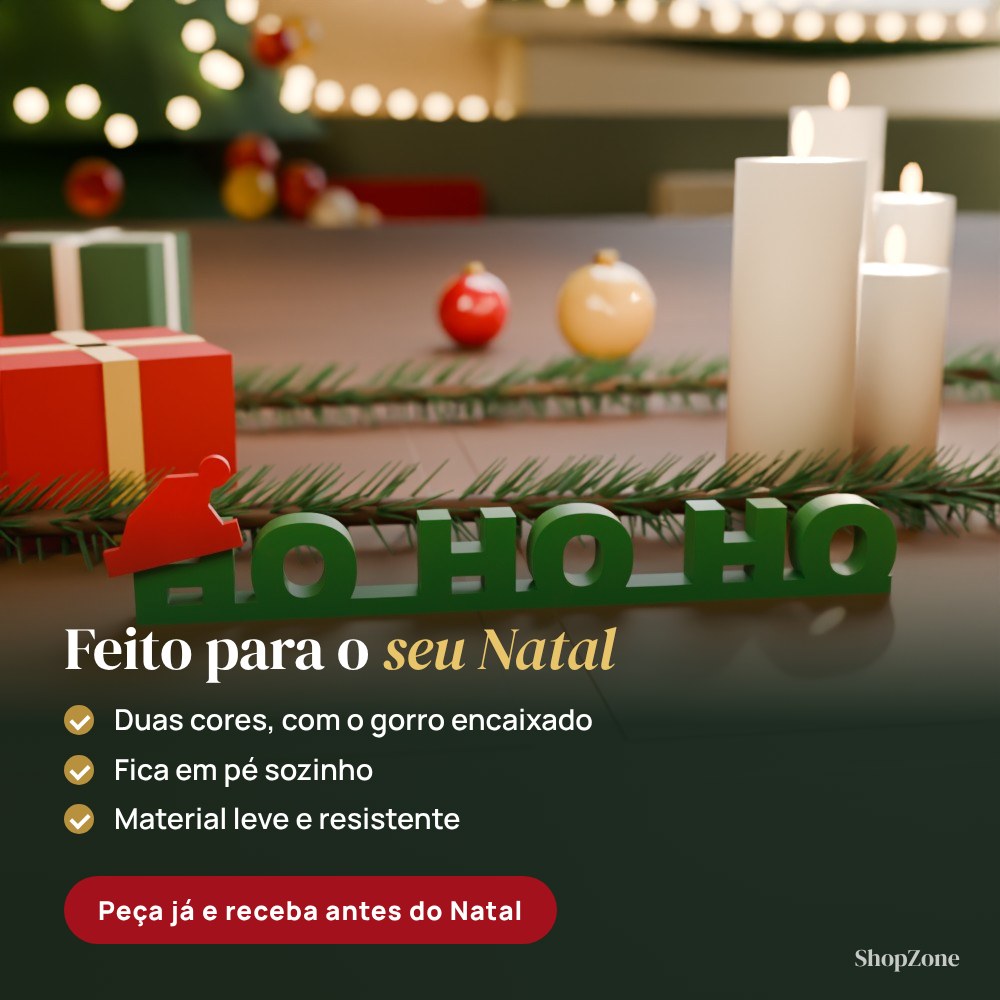 HO HO HO
Feito para o seu Natal
Duas cores, com o gorro encaixado
Fica em pé sozinho
Material leve e resistente
Peça já e receba antes do Natal
ShopZone